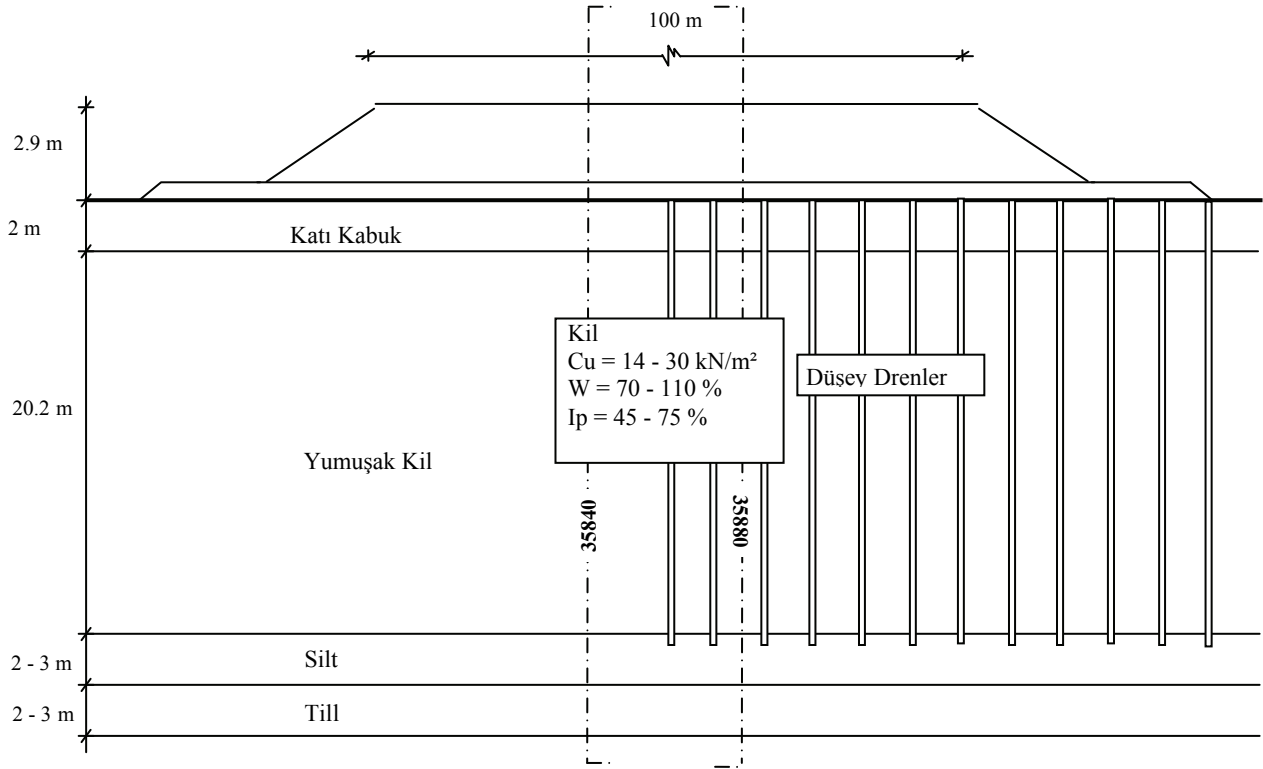 100 m
2.9 m
2 m
Katı Kabuk
Kil
Cu = 14 - 30 kN/m²
W = 70 - 110 %
Ip = 45 - 75 %
Düşey Drenler
20.2 m
Yumuşak Kil
35840
35880
2 - 3 m
Silt
2 - 3 m
Till